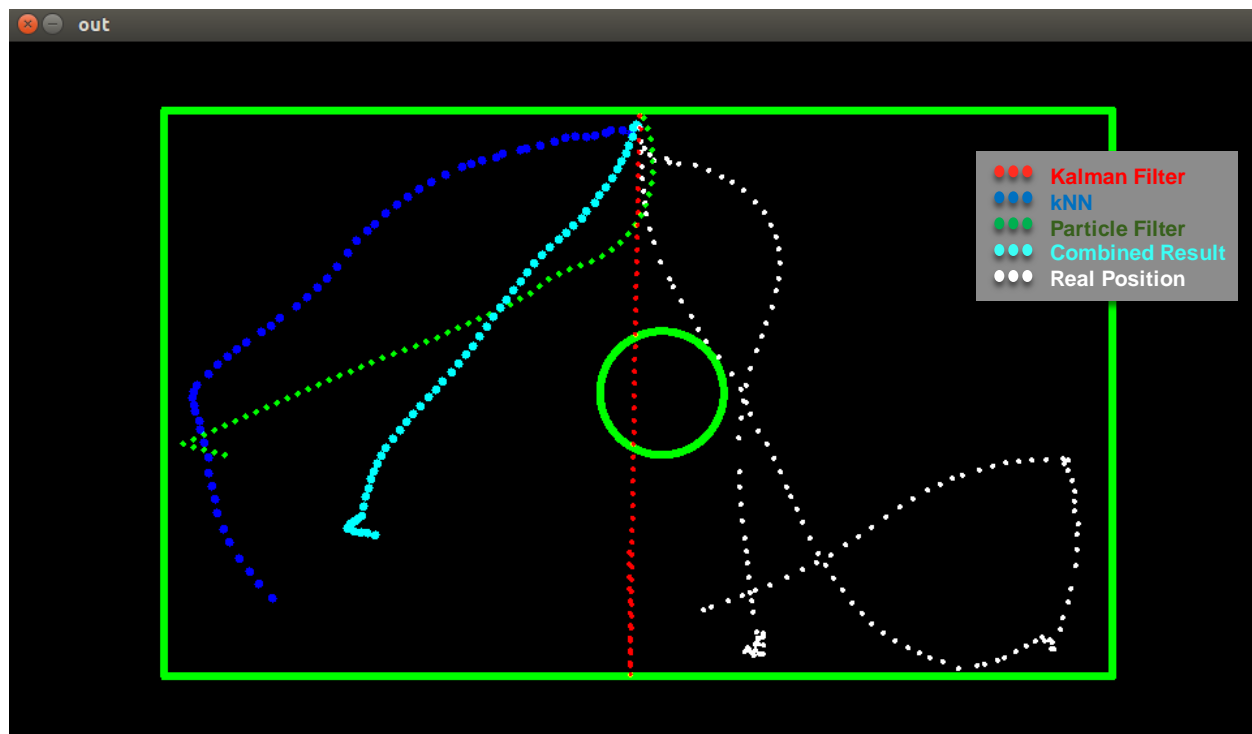 out
Kalman Filter
kNN
Particle Filter
Combined Result
Real Position